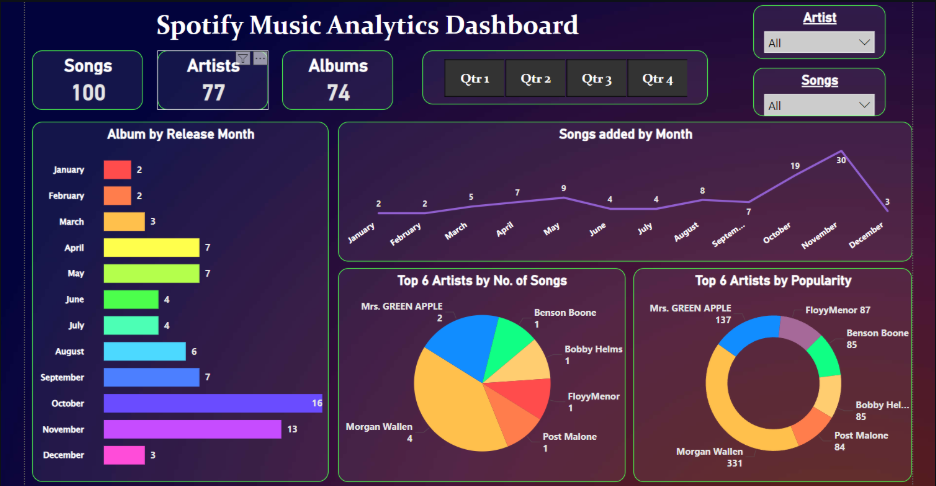 Spotify Music Analytics Dashboard
Artist
All
Songs
100
Artists
77
Albums
74
Qtr 1
Qtr 2
Qtr 3
Qtr 4
Songs
All
Album by Release Month
January 2
February 2
March 3
April 7
May 7
June 4
July 4
August 6
September 7
October 16
November 13
December 3
Songs added by Month
2
2
5
7
9
4
4
8
7
19
30
3
January
February
March
April
May
June
July
August
Septem...
October
November
December
Top 6 Artists by No. of Songs
Mrs. GREEN APPLE
2
Benson Boone
1
Bobby Helms
1
FloyyMenor
1
Post Malone
1
Morgan Wallen
4
Top 6 Artists by Popularity
Mrs. GREEN APPLE
137
FloyyMenor 87
Benson Boone
85
Bobby Hel...
85
Post Malone
84
Morgan Wallen
331